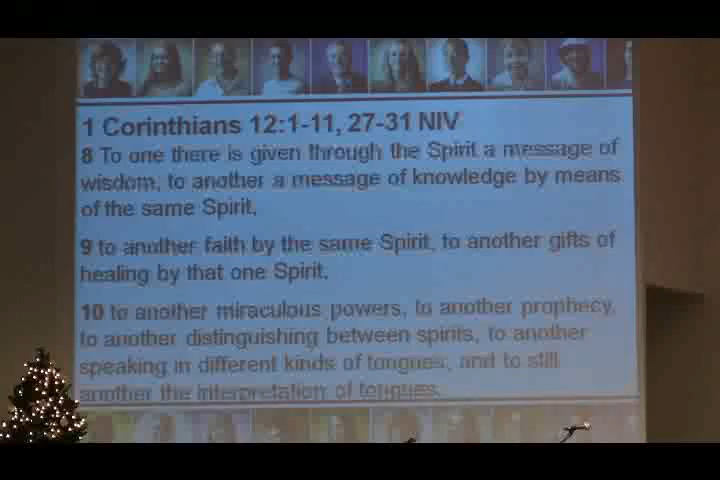 1 Corinthians 12:1-11, 27-31 NIV
8 To one there is given through the Spirit a message of
wisdom, to another a message of knowledge by means
of the same Spirit,
9 to another faith by the same Spirit, to another gifts of
healing by that one Spirit,
10 to another miraculous powers, to another prophecy,
to another distinguishing between spirits, to another
speaking in different kinds of tongues, and to still
another the interpretation of tongues.